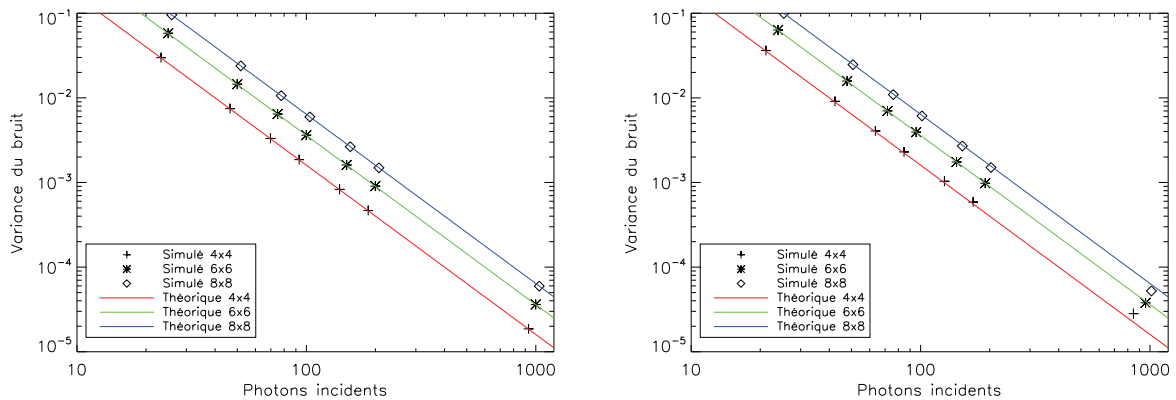 10⁻¹
10⁻²
10⁻³
10⁻⁴
10⁻⁵
Variance du bruit
Simulé 4x4
Simulé 6x6
Simulé 8x8
Théorique 4x4
Théorique 6x6
Théorique 8x8
10
100
1000
Photons incidents
10⁻¹
10⁻²
10⁻³
10⁻⁴
10⁻⁵
Variance du bruit
Simulé 4x4
Simulé 6x6
Simulé 8x8
Théorique 4x4
Théorique 6x6
Théorique 8x8
10
100
1000
Photons incidents